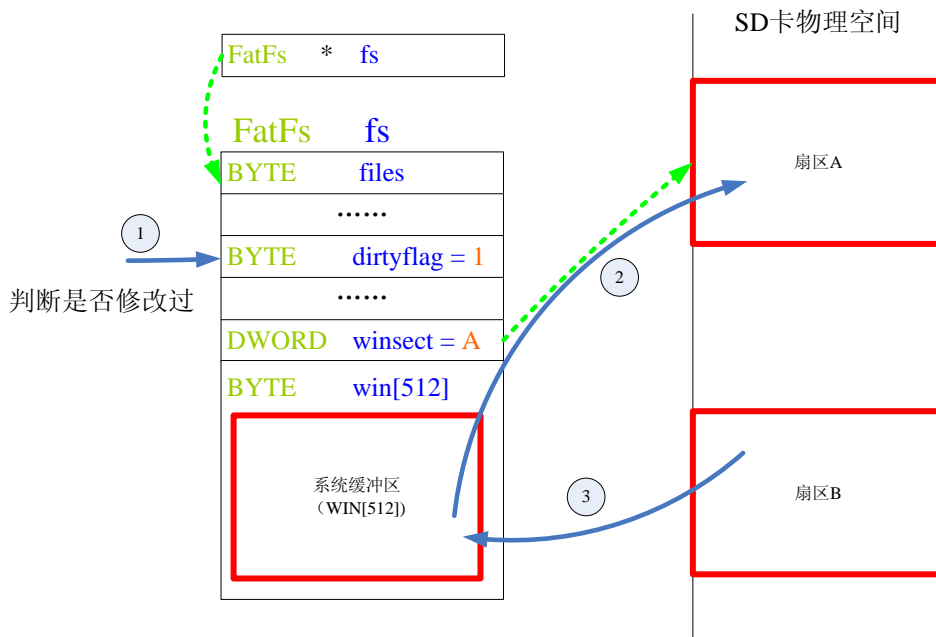 SD卡物理空间
FatFs * fs
FatFs fs
BYTE files
……
1
BYTE dirtyflag = 1
判断是否修改过
……
DWORD winsect = A
BYTE win[512]
系统缓冲区
（WIN[512])
2
3
扇区A
扇区B